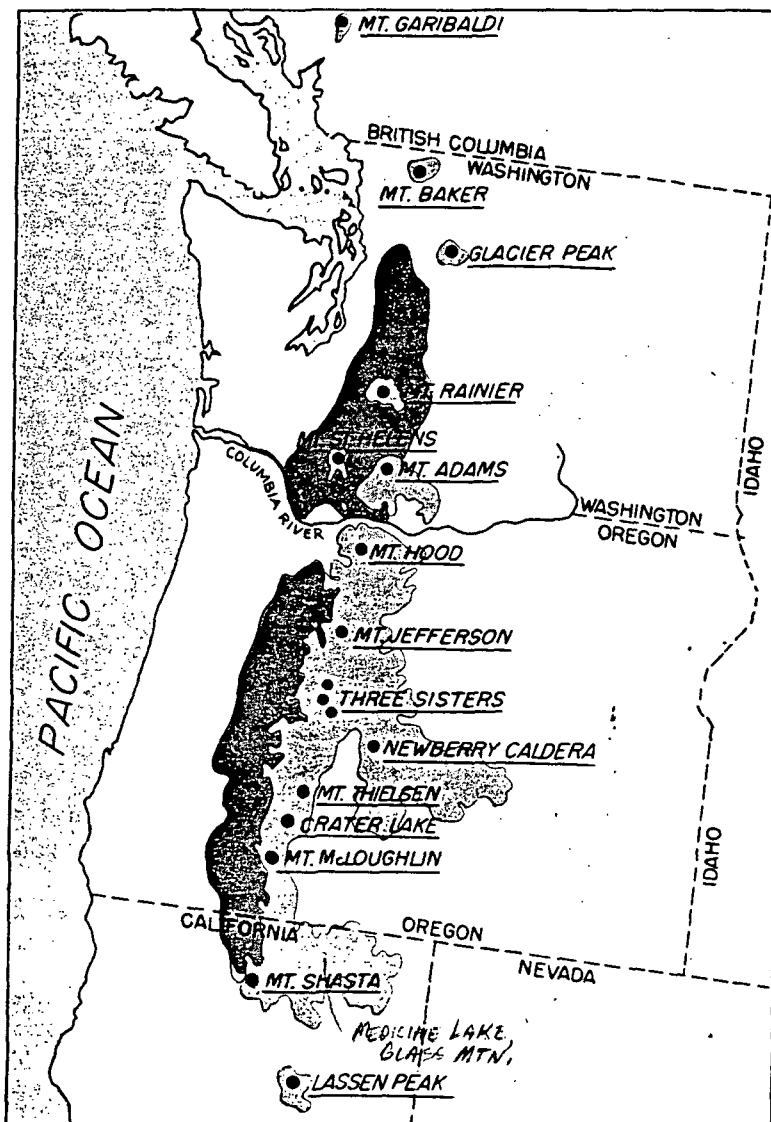 MT. GARIBALDI
BRITISH COLUMBIA
WASHINGTON
MT. BAKER
GLACIER PEAK
MT. RAINIER
MT. ST. HELENS
MT. ADAMS
COLUMBIA RIVER
PACIFIC OCEAN
IDAHO
WASHINGTON
OREGON
MT. HOOD
MT. JEFFERSON
THREE SISTERS
NEWBERRY CALDERA
MT. THIELSEN
CRATER LAKE
MT. McLOUGHLIN
IDAHO
CALIFORNIA
OREGON
NEVADA
MT. SHASTA
MEDICINE LAKE
GLASS MTN.
LASSEN PEAK